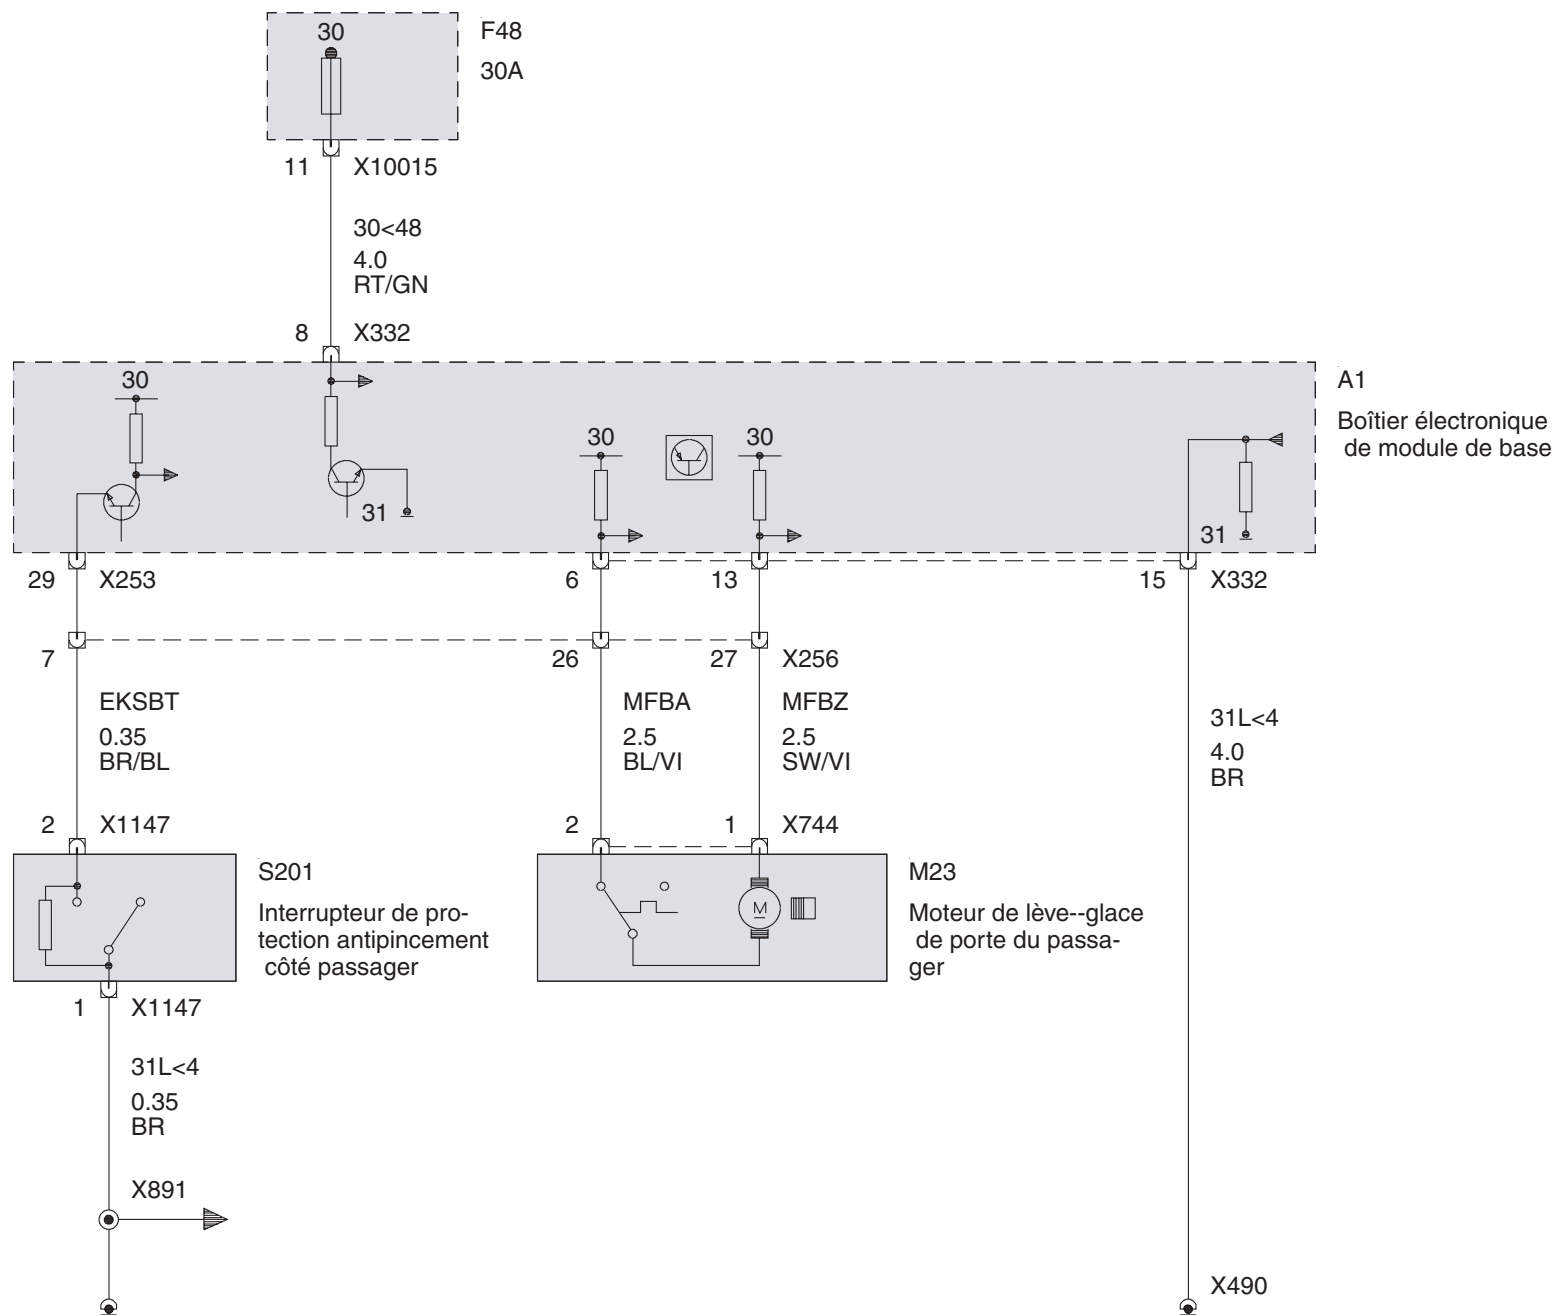 30
F48
30A
11
X10015
30<48
4.0
RT/GN
8
X332
A1
Boîtier électronique
de module de base
30
31
30
30
31
29
X253
6
13
15
X332
7
26
27
X256
EKSBT
0.35
BR/BL
MFBA
2.5
BL/VI
MFBZ
2.5
SW/VI
31L<4
4.0
BR
2
X1147
2
1
X744
S201
Interrupteur de pro-
tection antipincement
côté passager
M
M23
Moteur de lève--glace
de porte du passa-
ger
1
X1147
31L<4
0.35
BR
X891
X490